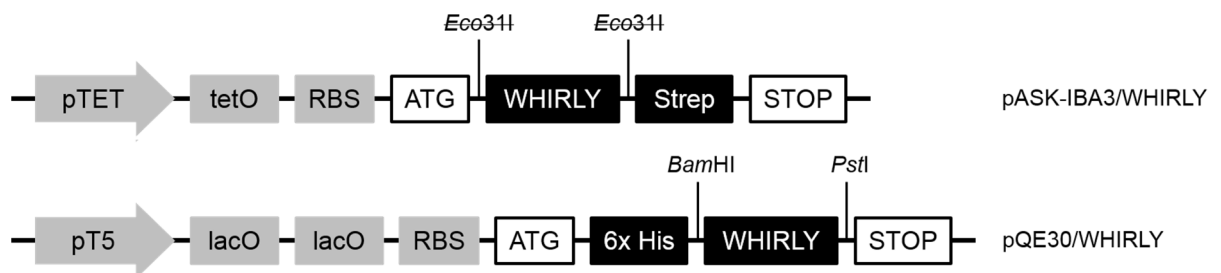 Eco31I Eco31I
pTET tetO RBS ATG WHIRLY Strep STOP pASK-IBA3/WHIRLY
BamHI PstI
pT5 lacO lacO RBS ATG 6x His WHIRLY STOP pQE30/WHIRLY